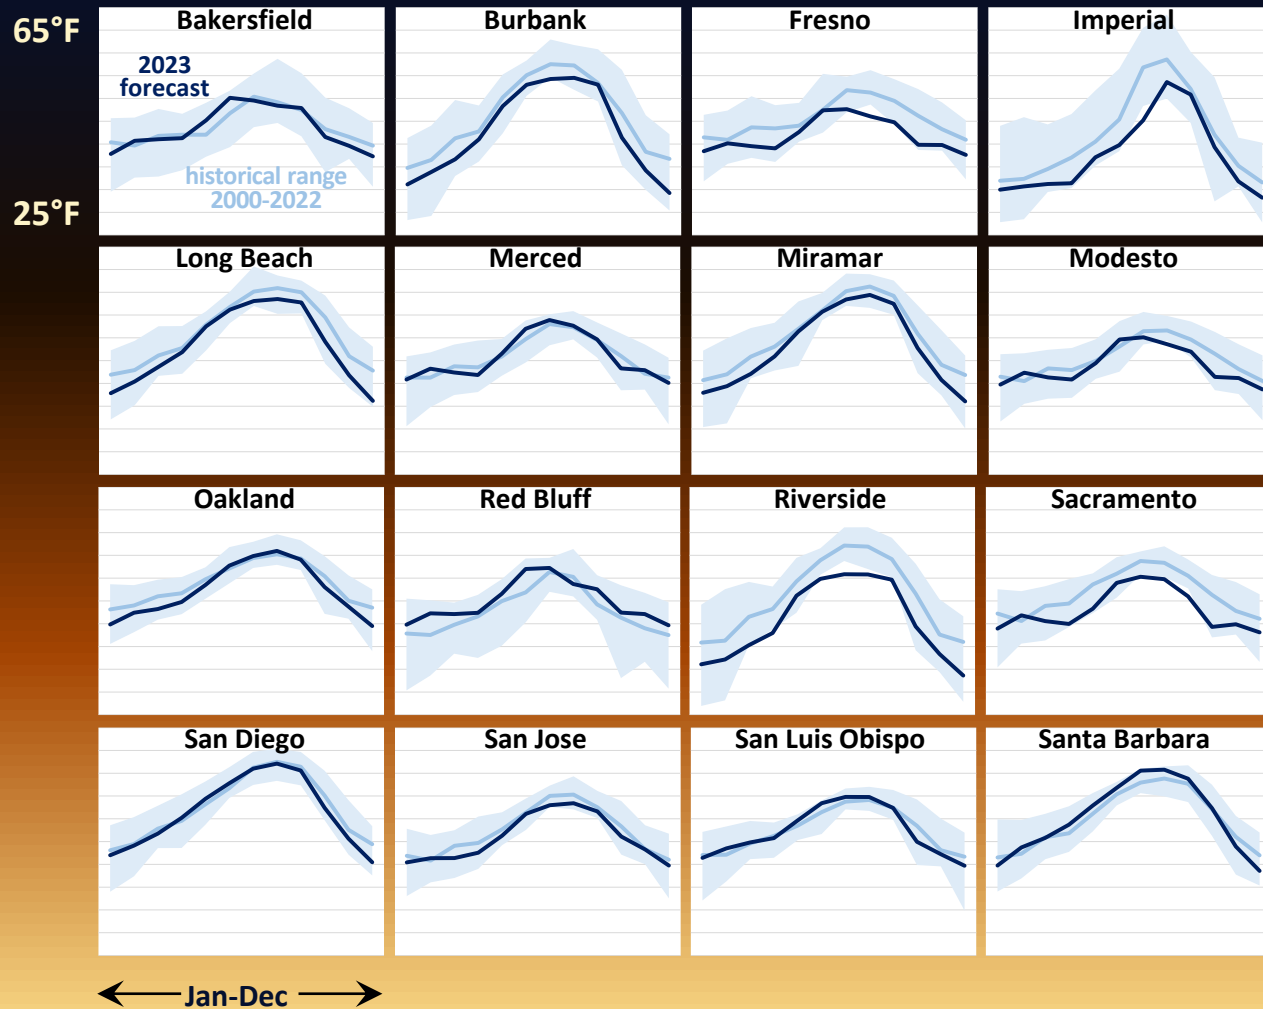 65°F
25°F
Bakersfield
Burbank
Fresno
Imperial
2023
forecast
historical range
2000-2022
Long Beach
Merced
Miramar
Modesto
Oakland
Red Bluff
Riverside
Sacramento
San Diego
San Jose
San Luis Obispo
Santa Barbara
Jan-Dec